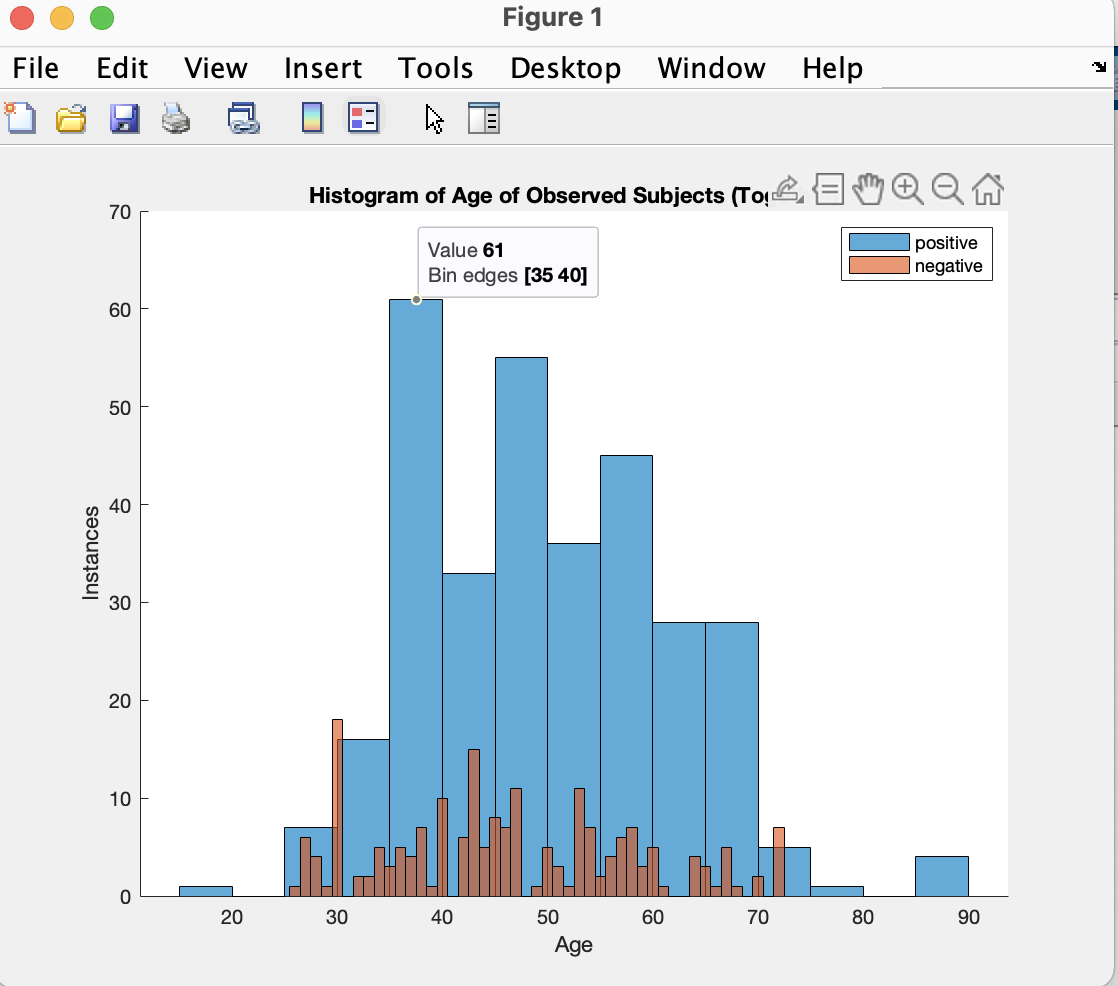 Figure 1
File Edit View Insert Tools Desktop Window Help
Histogram of Age of Observed Subjects
70
60
50
40
30
20
10
0
Instances
Value 61
Bin edges [35 40]
positive
negative
20 30 40 50 60 70 80 90
Age